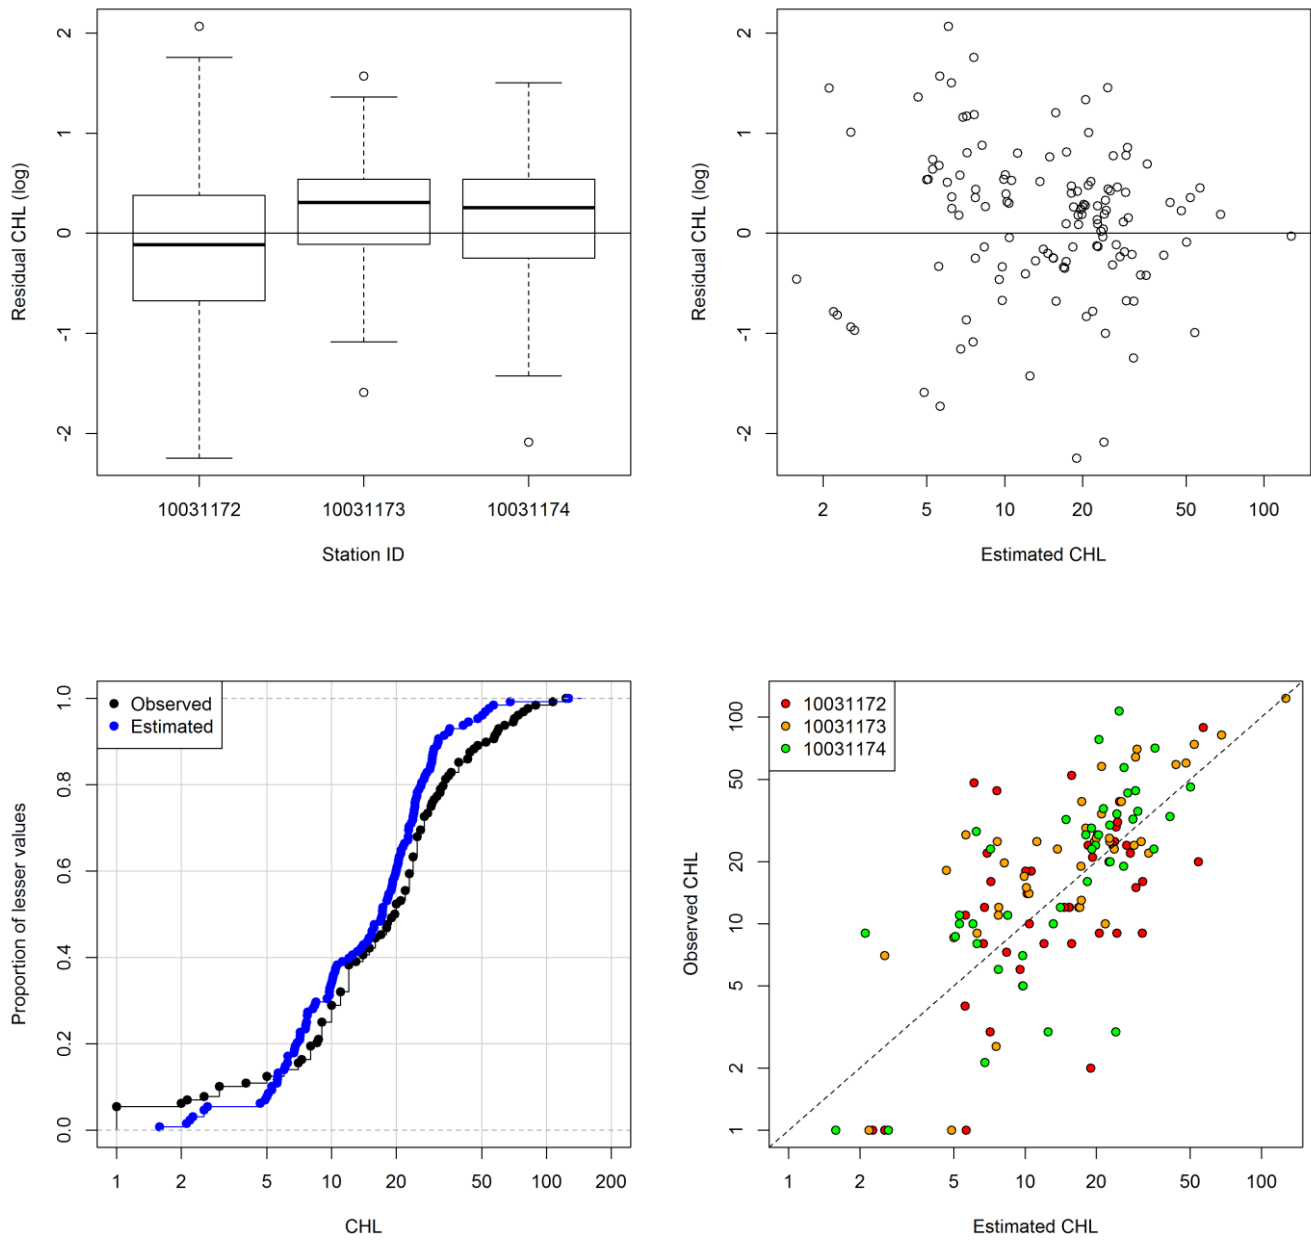 2
1
0
-1
-2
Residual CHL (log)
10031172 10031173 10031174
Station ID
2
1
0
-1
-2
Residual CHL (log)
2 5 10 20 50 100
Estimated CHL
Observed
Estimated
1.0
0.8
0.6
0.4
0.2
0.0
Proportion of lesser values
1 2 5 10 20 50 100 200
CHL
10031172
10031173
10031174
100
50
20
10
5
2
1
Observed CHL
1 2 5 10 20 50 100
Estimated CHL